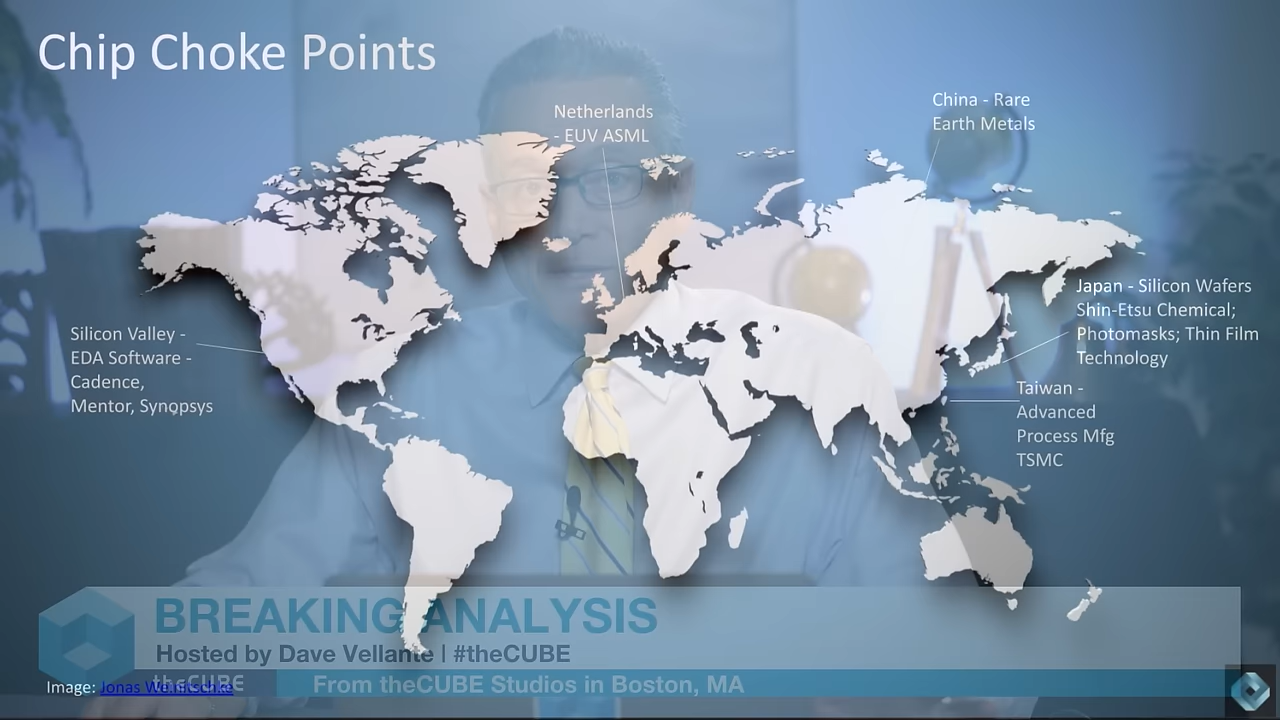 Chip Choke Points
Netherlands
- EUV ASML
China - Rare
Earth Metals
Japan - Silicon Wafers
Shin-Etsu Chemical;
Photomasks; Thin Film
Technology
Silicon Valley -
EDA Software -
Cadence,
Mentor, Synopsys
Taiwan -
Advanced
Process Mfg
TSMC
BREAKING ANALYSIS
Hosted by Dave Vellante | #theCUBE
theCUBE
From theCUBE Studios in Boston, MA
Image: Jonas